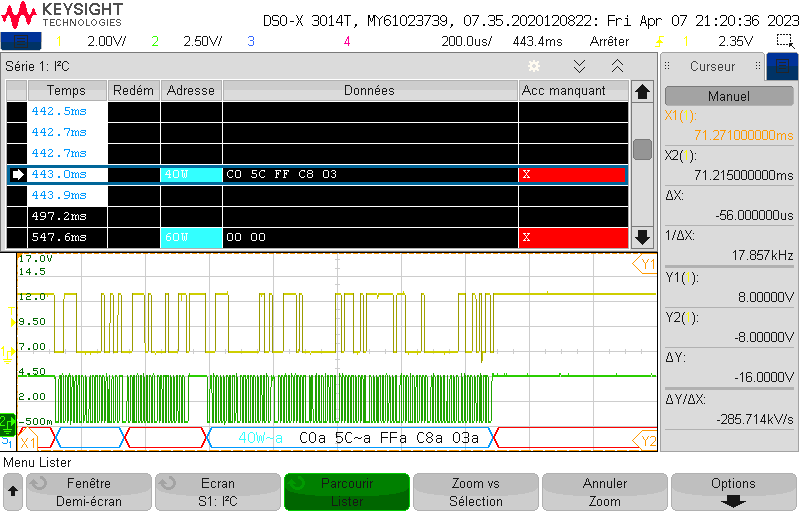 KEYSIGHT
TECHNOLOGIES
DSO-X 3014T, MY61023739, 07.35.2020120822: Fri Apr 07 21:20:36 2023
1 2.00V/ 2 2.50V/ 3 4 200.0us/ 443.4ms Arrêter 1 2.35V
Série 1: I²C
Temps Redém Adresse Données Acc manquant
442.5ms
442.7ms
442.7ms
443.0ms 40W C0 5C FF C8 03 X
443.9ms
497.2ms
547.6ms 60W 00 00 X
Curseur
Manuel
X1(1):
71.271000000ms
X2(1):
71.215000000ms
ΔX:
-56.000000us
1/ΔX:
17.857kHz
Y1(1):
8.00000V
Y2(1):
-8.00000V
ΔY:
-16.0000V
ΔY/ΔX:
-285.714kV/s
17.0V
14.5
12.0
9.50
7.00
4.50
2.00
-500m
Y1
Y2
X1
S1
40W~a C0a 5C~a FFa C8a 03a
Menu Lister
Fenêtre
Demi-écran
Ecran
S1: I²C
Parcourir
Lister
Zoom vs
Sélection
Annuler
Zoom
Options